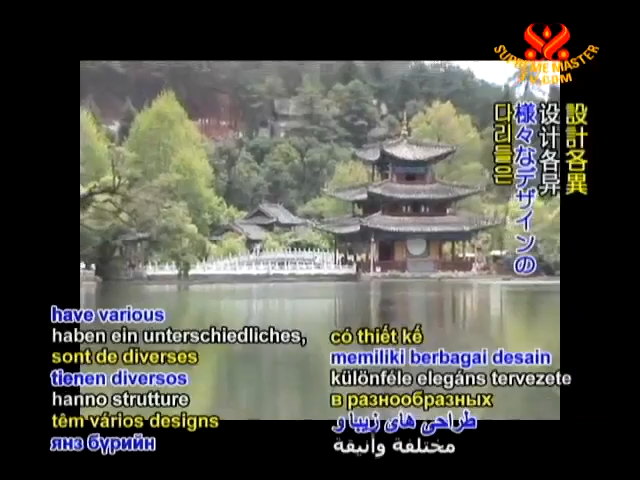 SUPREME MASTER
TV.COM
設計各異
设计各异
様々なデザインの
다리들은
have various
haben ein unterschiedliches,
sont de diverses
tienen diversos
hanno strutture
têm vários designs
янз бүрийн
có thiết kế
memiliki berbagai desain
különféle elegáns tervezete
в разнообразных
طراحی های زیبا و
مختلفة وأنيقة